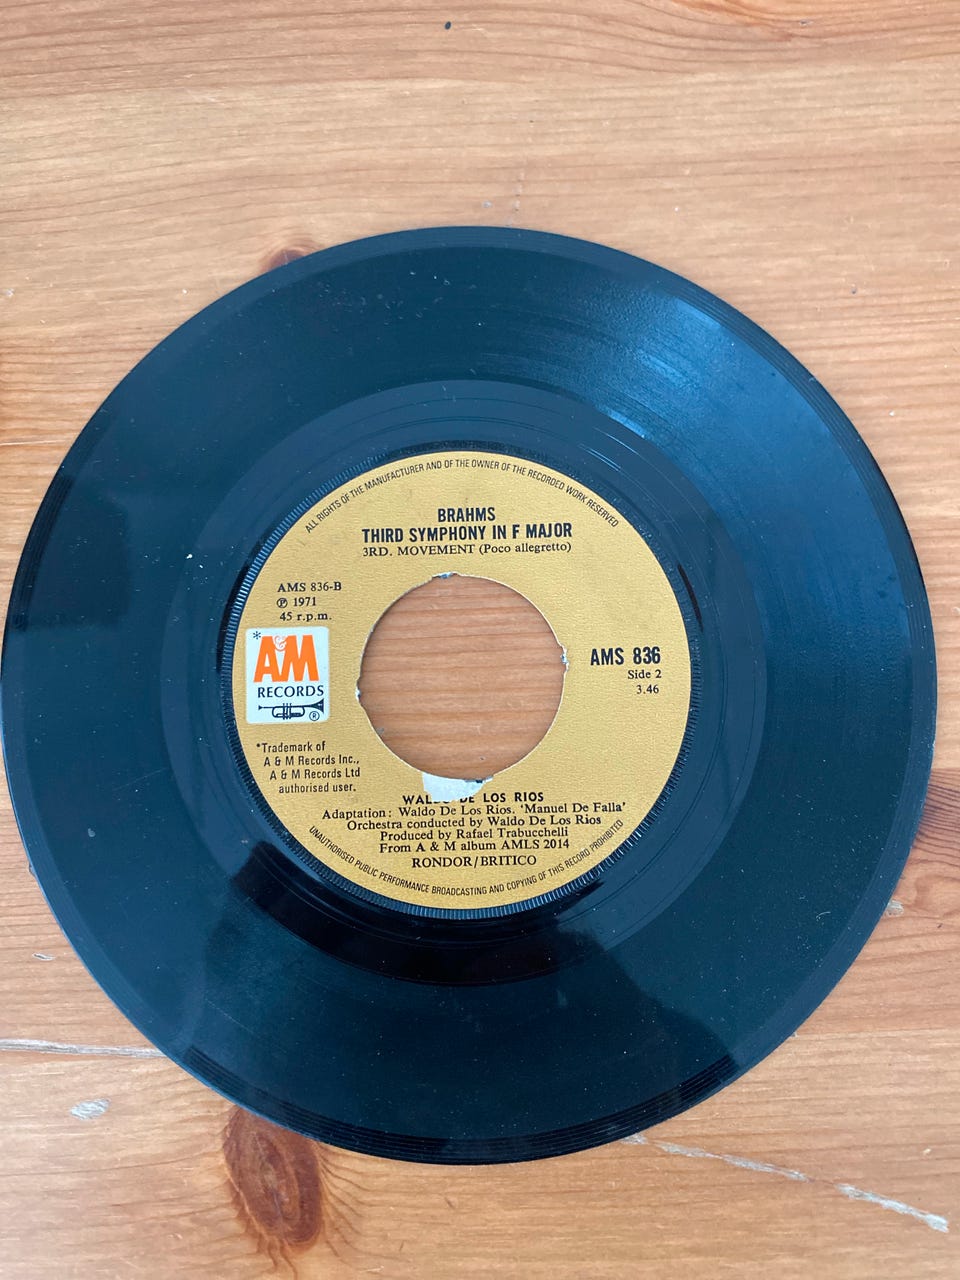 ALL RIGHTS OF THE MANUFACTURER AND OF THE OWNER OF THE RECORDED WORK RESERVED
BRAHMS
THIRD SYMPHONY IN F MAJOR
3RD. MOVEMENT (Poco allegretto)
AMS 836-B
℗ 1971
45 r.p.m.
*
A&M
RECORDS
®
AMS 836
Side 2
3.46
*Trademark of
A & M Records Inc.,
A & M Records Ltd
authorised user.
WALDO DE LOS RIOS
Adaptation: Waldo De Los Rios. 'Manuel De Falla'
Orchestra conducted by Waldo De Los Rios
Produced by Rafael Trabucchelli
From A & M album AMLS 2014
RONDOR/BRITICO
UNAUTHORISED PUBLIC PERFORMANCE BROADCASTING AND COPYING OF THIS RECORD PROHIBITED